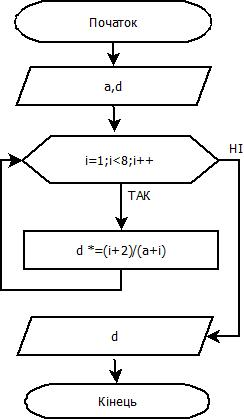 Початок
a,d
i=1;i<8;i++
НІ
ТАК
d *=(i+2)/(a+i)
d
Кінець